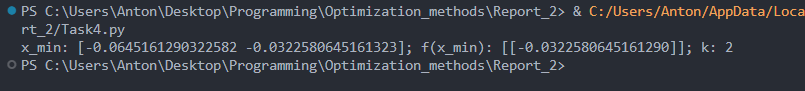 PS C:\Users\Anton\Desktop\Programming\Optimization_methods\Report_2> & C:/Users/Anton/AppData/Loca
rt_2/Task4.py
x_min: [-0.0645161290322582 -0.0322580645161323]; f(x_min): [[-0.0322580645161290]]; k: 2
PS C:\Users\Anton\Desktop\Programming\Optimization_methods\Report_2>